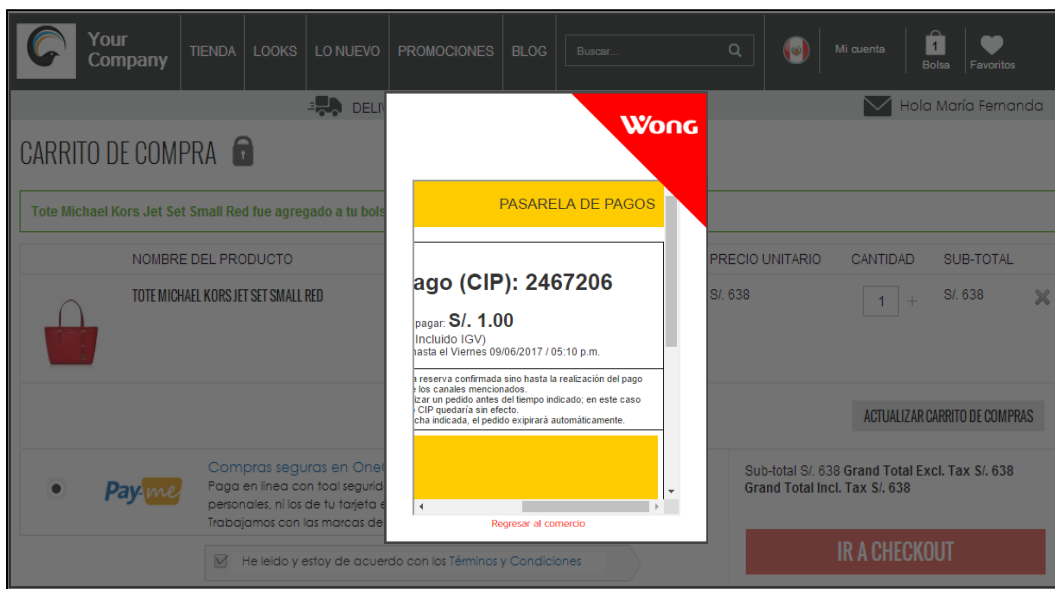 Your
Company
TIENDA LOOKS LO NUEVO PROMOCIONES BLOG Buscar... Mi cuenta 1
Bolsa Favoritos
DELIV
Hola María Fernanda
Wong
CARRITO DE COMPRA
Tote Michael Kors Jet Set Small Red fue agregado a tu bols
PASARELA DE PAGOS
NOMBRE DEL PRODUCTO PRECIO UNITARIO CANTIDAD SUB-TOTAL
TOTE MICHAEL KORS JET SET SMALL RED S/. 638 1 + S/. 638
ago (CIP): 2467206
pagar: S/. 1.00
Incluido IGV)
hasta el Viernes 09/06/2017 / 05:10 p.m.
a reserva confirmada sino hasta la realización del pago
e los canales mencionados.
izar un pedido antes del tiempo indicado; en este caso
o CIP quedaría sin efecto.
cha indicada, el pedido exipirará automáticamente.
ACTUALIZAR CARRITO DE COMPRAS
Regresar al comercio
Pay-me
Compras seguras en One
Paga en linea con toal segurid
personales, ni los de tu tarjeta e
Trabajamos con las marcas de
Sub-total S/. 638 Grand Total Excl. Tax S/. 638
Grand Total Incl. Tax S/. 638
IR A CHECKOUT
He leido y estoy de acuerdo con los Términos y Condiciones